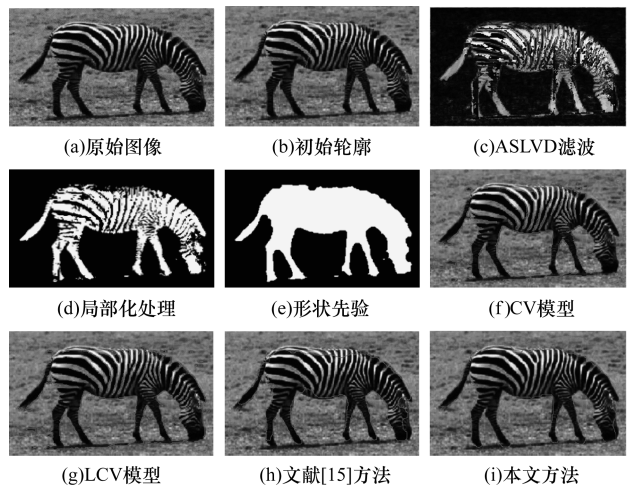 (a)原始图像
(b)初始轮廓
(c)ASLVD滤波
(d)局部化处理
(e)形状先验
(f)CV模型
(g)LCV模型
(h)文献[15]方法
(i)本文方法